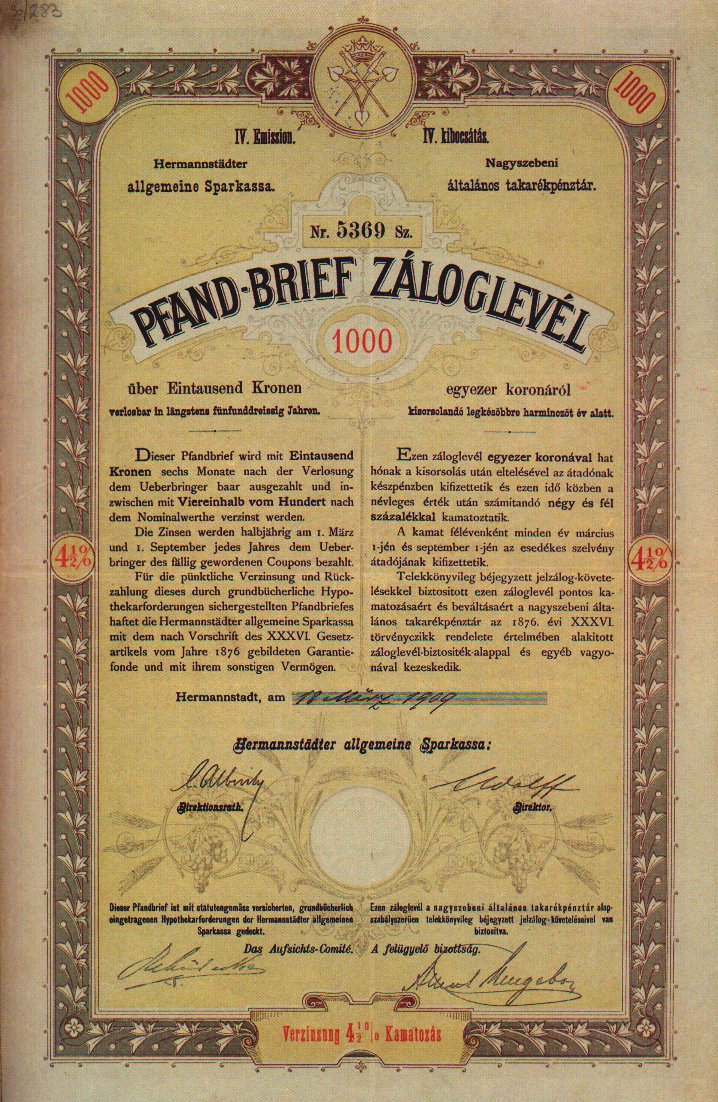 33/283
1000
1000
IV. Emission.
IV. kibocsátás.
Hermannstädter
allgemeine Sparkassa.
Nagyszebeni
általános takarékpénztár.
Nr. 5369 Sz.
PFAND-BRIEF ZÁLOGLEVÉL
1000
über Eintausend Kronen
verlosbar in längstens fünfunddreissig Jahren.
egyezer koronáról
kisorsolandó legkésőbbre harminczöt év alatt.
Dieser Pfandbrief wird mit Eintausend
Kronen sechs Monate nach der Verlosung
dem Ueberbringer baar ausgezahlt und in-
zwischen mit Viereinhalb vom Hundert nach
dem Nominalwerthe verzinst werden.
Die Zinsen werden halbjährig am 1. März
und 1. September jedes Jahres dem Ueber-
bringer des fällig gewordenen Coupons bezahlt.
Für die pünktliche Verzinsung und Rück-
zahlung dieses durch grundbücherliche Hypo-
thekarforderungen sichergestellten Pfandbriefes
haftet die Hermannstädter allgemeine Sparkassa
mit dem nach Vorschrift des XXXVI. Gesetz-
artikels vom Jahre 1876 gebildeten Garantie-
fonde und mit ihrem sonstigen Vermögen.
Ezen záloglevél egyezer koronával hat
hónak a kisorsolás után eltelésével az átadónak
készpénzben kifizettetik és ezen idő közben a
névleges érték után számítandó négy és fél
százalékkal kamatoztatik.
A kamat félévenként minden év március
1-jén és september 1-jén az esedékes szelvény
átadójának kifizettetik.
Telekkönyvileg béjegyzett jelzálog-követe-
lésekkel biztositott ezen záloglevél pontos ka-
matozásaért és beváltásaért a nagyszebeni álta-
lános takarékpénztár az 1876. évi XXXVI.
törvényczikk rendelete értelmében alakitott
záloglevél-biztositék-alappal és egyéb vagyo-
nával kezeskedik.
4½%
4½%
Hermannstadt, am 18 März 1909
Hermannstädter allgemeine Sparkassa:
Direktionsrath.
Direktor.
Dieser Pfandbrief ist mit statutengemäss versicherten, grundbücherlich
eingetragenen Hypothekarforderungen der Hermannstädter allgemeinen
Sparkassa gedeckt.
Ezen záloglevél a nagyszebeni általános takarékpénztár alap-
szabályszerüen telekkönyvileg béjegyzett jelzálog-követeléseivel van
biztositva.
Das Aufsichts-Comité.
A felügyelő bizottság.
Verzinsung 4½% Kamatozás